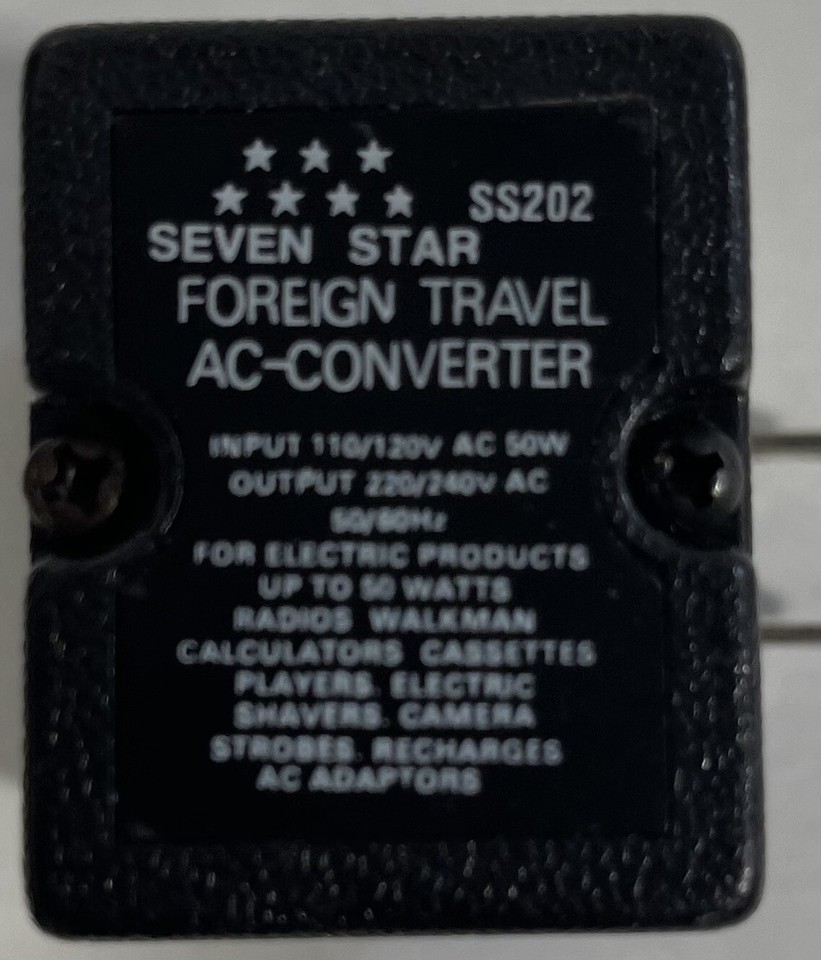 SS202
SEVEN STAR
FOREIGN TRAVEL
AC-CONVERTER
INPUT 110/120V AC 50W
OUTPUT 220/240V AC
50/60Hz
FOR ELECTRIC PRODUCTS
UP TO 50 WATTS
RADIOS WALKMAN
CALCULATORS CASSETTES
PLAYERS. ELECTRIC
SHAVERS. CAMERA
STROBES. RECHARGES
AC ADAPTORS